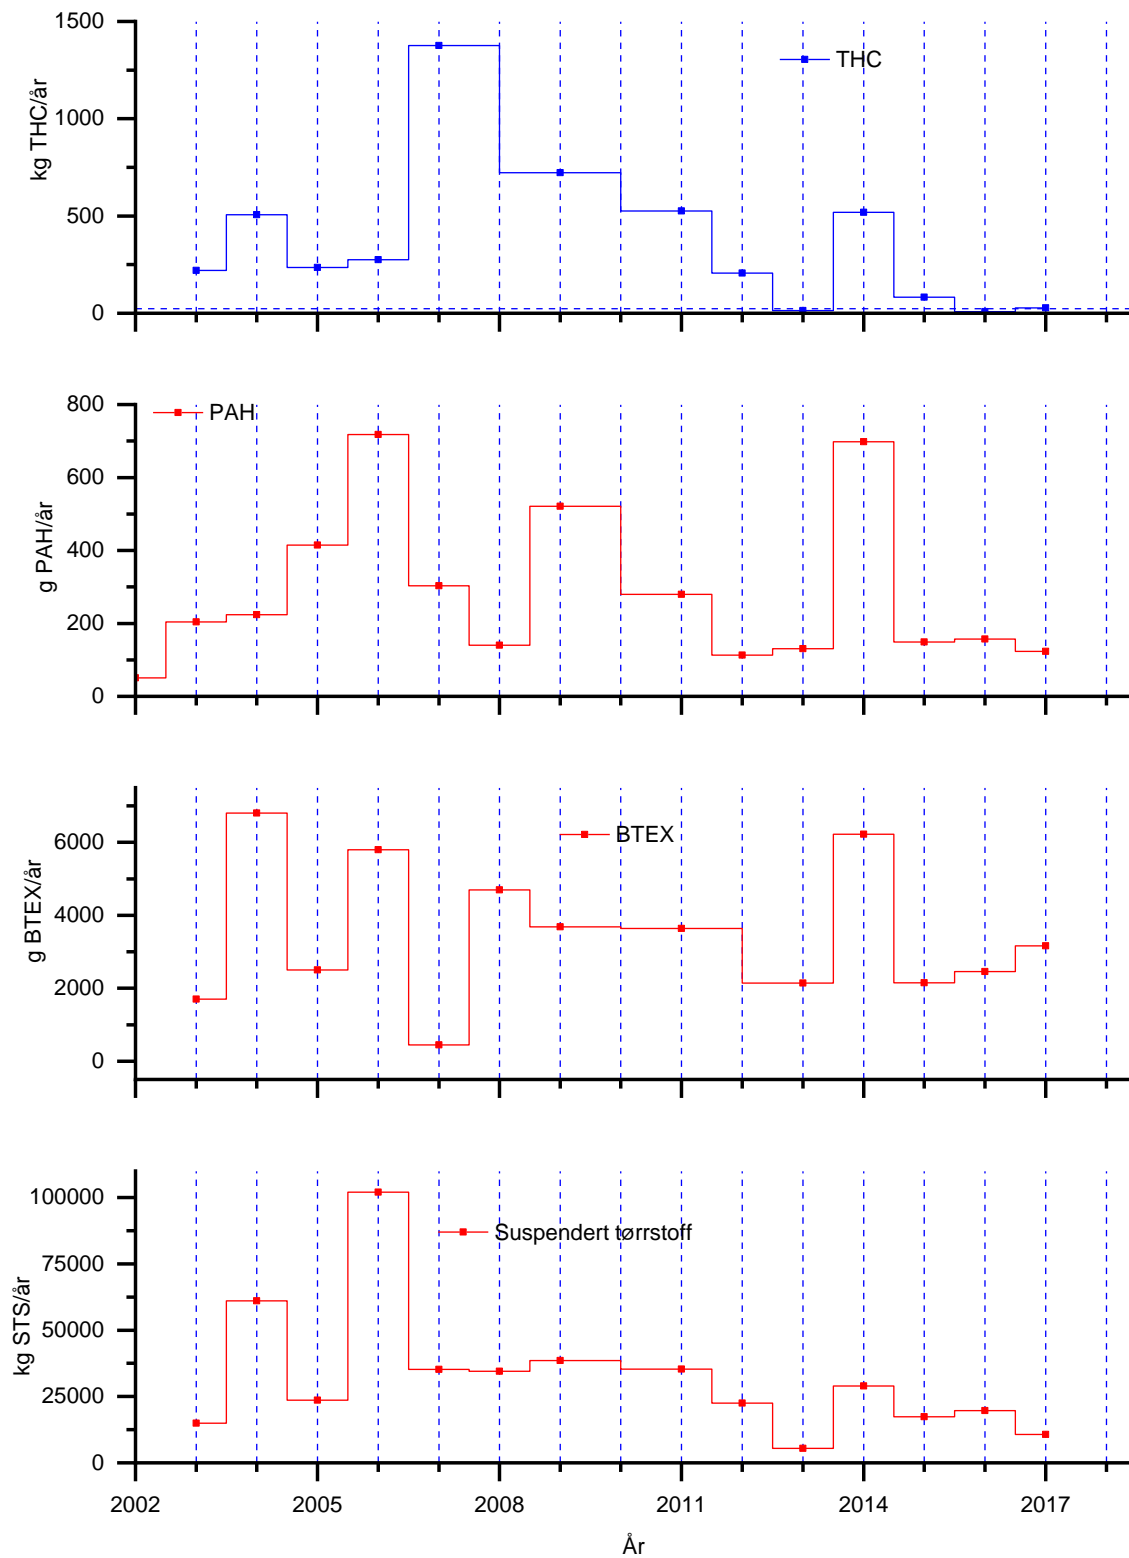 1500
THC
1000
kg THC/år
500
0
800
PAH
600
400
g PAH/år
200
0
6000
BTEX
4000
g BTEX/år
2000
0
100000
Suspendert tørrstoff
75000
50000
kg STS/år
25000
0
2002 2005 2008 2011 2014 2017
År